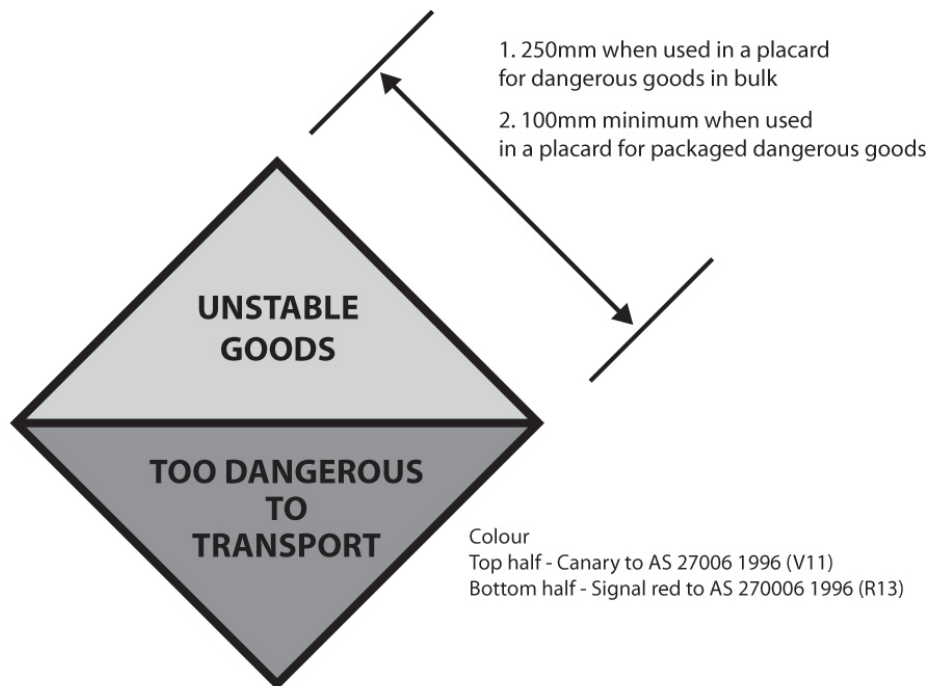 1. 250mm when used in a placard
for dangerous goods in bulk
2. 100mm minimum when used
in a placard for packaged dangerous goods
UNSTABLE
GOODS
TOO DANGEROUS
TO
TRANSPORT
Colour
Top half - Canary to AS 27006 1996 (V11)
Bottom half - Signal red to AS 270006 1996 (R13)